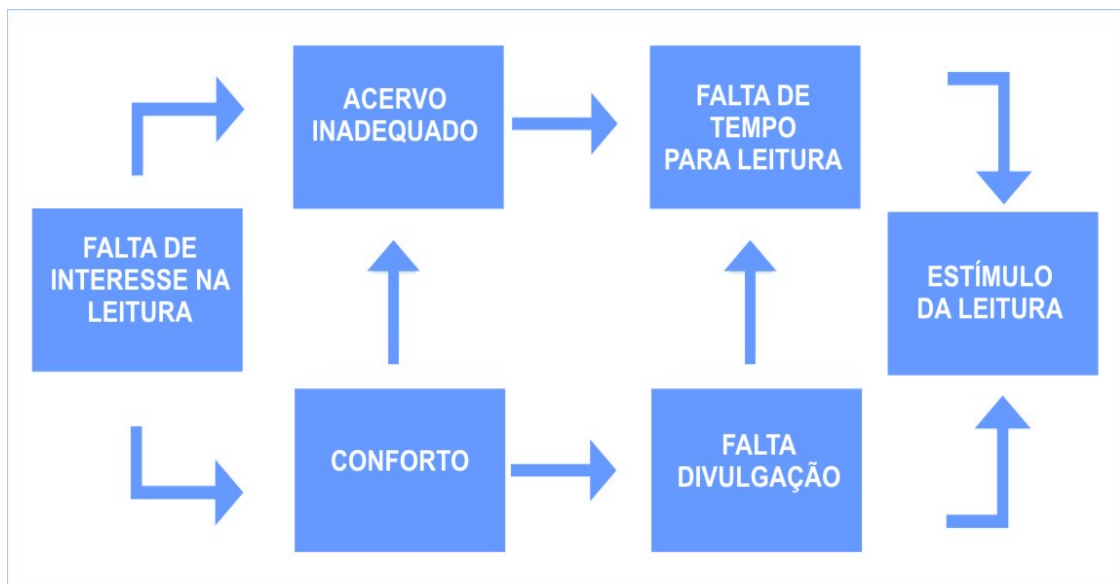 FALTA DE
INTERESSE NA
LEITURA
ACERVO
INADEQUADO
FALTA DE
TEMPO
PARA LEITURA
CONFORTO
FALTA
DIVULGAÇÃO
ESTÍMULO
DA LEITURA